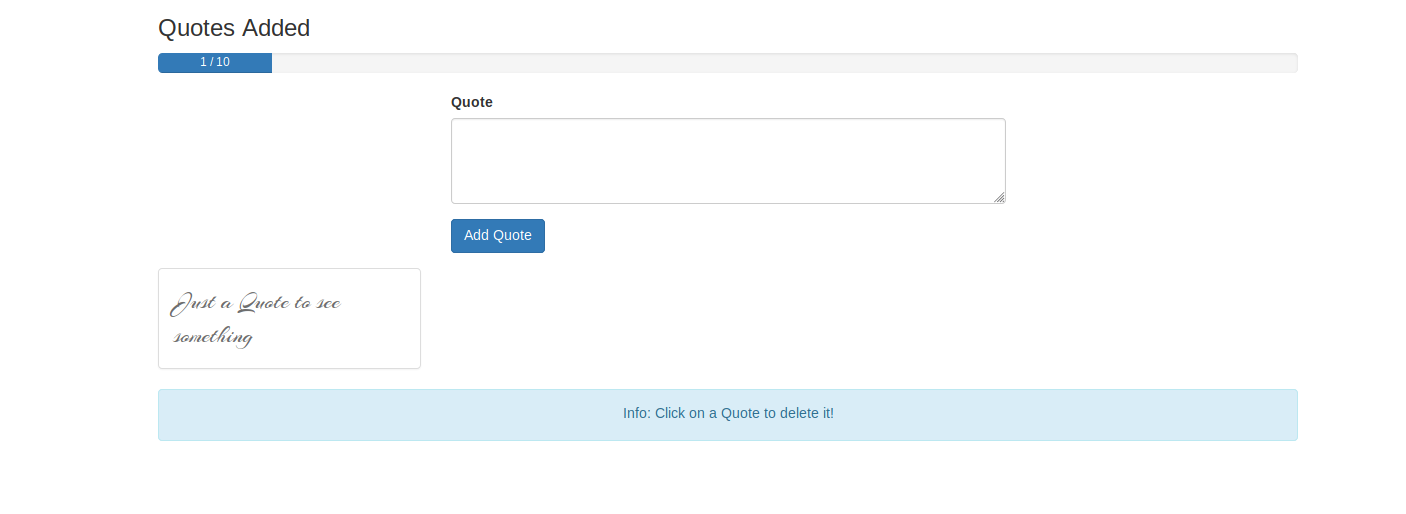 Quotes Added
1 / 10
Quote
Add Quote
Just a Quote to see
something
Info: Click on a Quote to delete it!